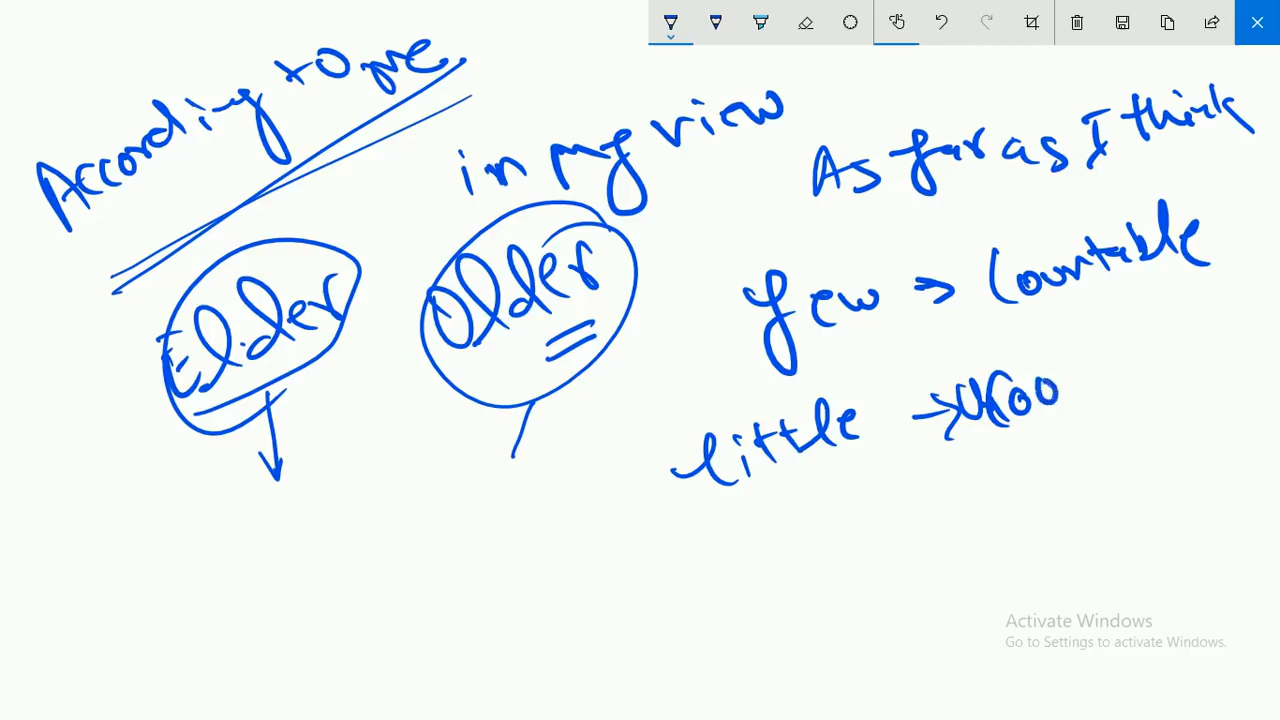 According to me
in my view
As far as I think
Elder
Older
few → Countable
little →
Activate Windows
Go to Settings to activate Windows.